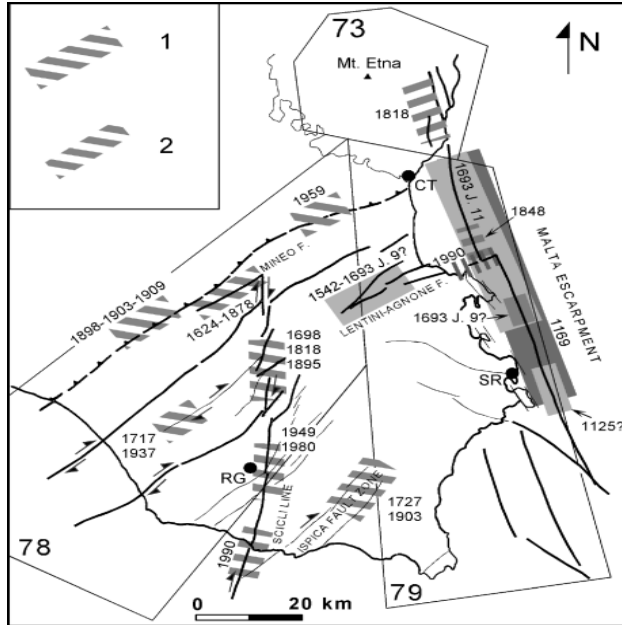 73
1
Mt. Etna
N
2
1818
CT
1693 J. 11
1848
1959
MALTA ESCARPMENT
MINEO F.
1990
1542-1693 J. 9?
1898-1903-1909
1624-1878
LENTINI-AGNONE F.
1693 J. 9?
1169
1698
1818
1895
SR
1125?
1717
1937
1949
1980
RG
SCICLI LINE
ISPICA FAULT ZONE
1727
1903
1990
78
79
0 20 km